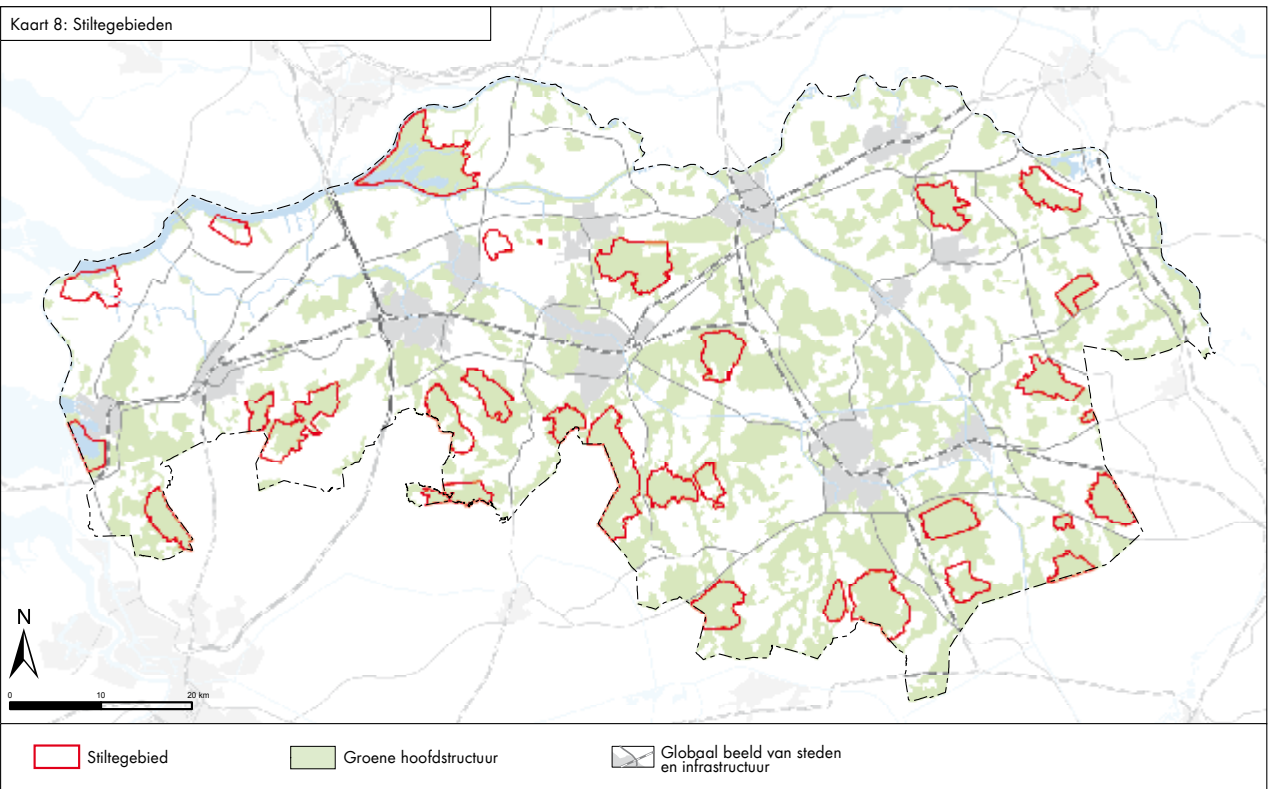 Kaart 8: Stiltegebieden
N
0 10 20 km
Stiltegebied
Groene hoofdstructuur
Globaal beeld van steden
en infrastructuur